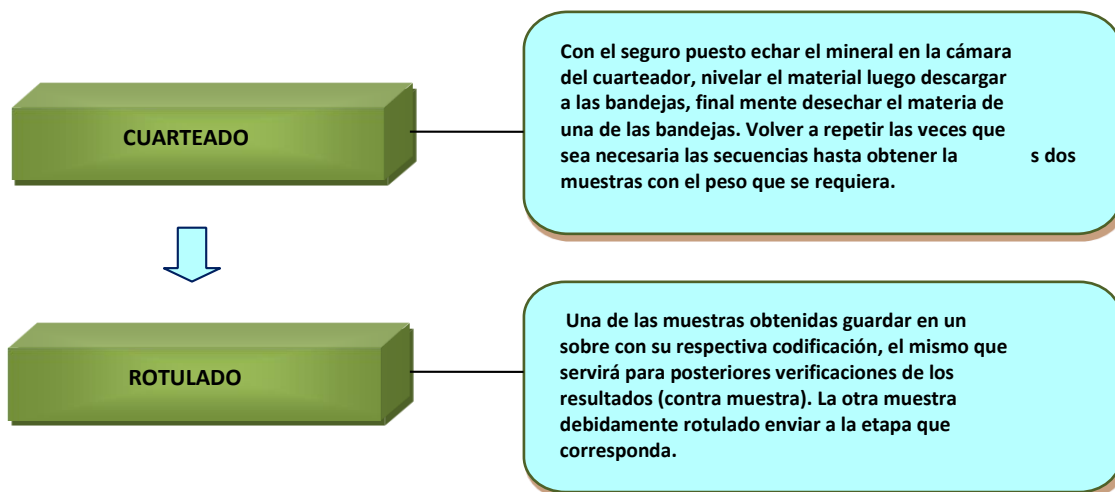 CUARTEADO
Con el seguro puesto echar el mineral en la cámara
del cuarteador, nivelar el material luego descargar
a las bandejas, final mente desechar el materia de
una de las bandejas. Volver a repetir las veces que
sea necesaria las secuencias hasta obtener la s dos
muestras con el peso que se requiera.
ROTULADO
Una de las muestras obtenidas guardar en un
sobre con su respectiva codificación, el mismo que
servirá para posteriores verificaciones de los
resultados (contra muestra). La otra muestra
debidamente rotulado enviar a la etapa que
corresponda.